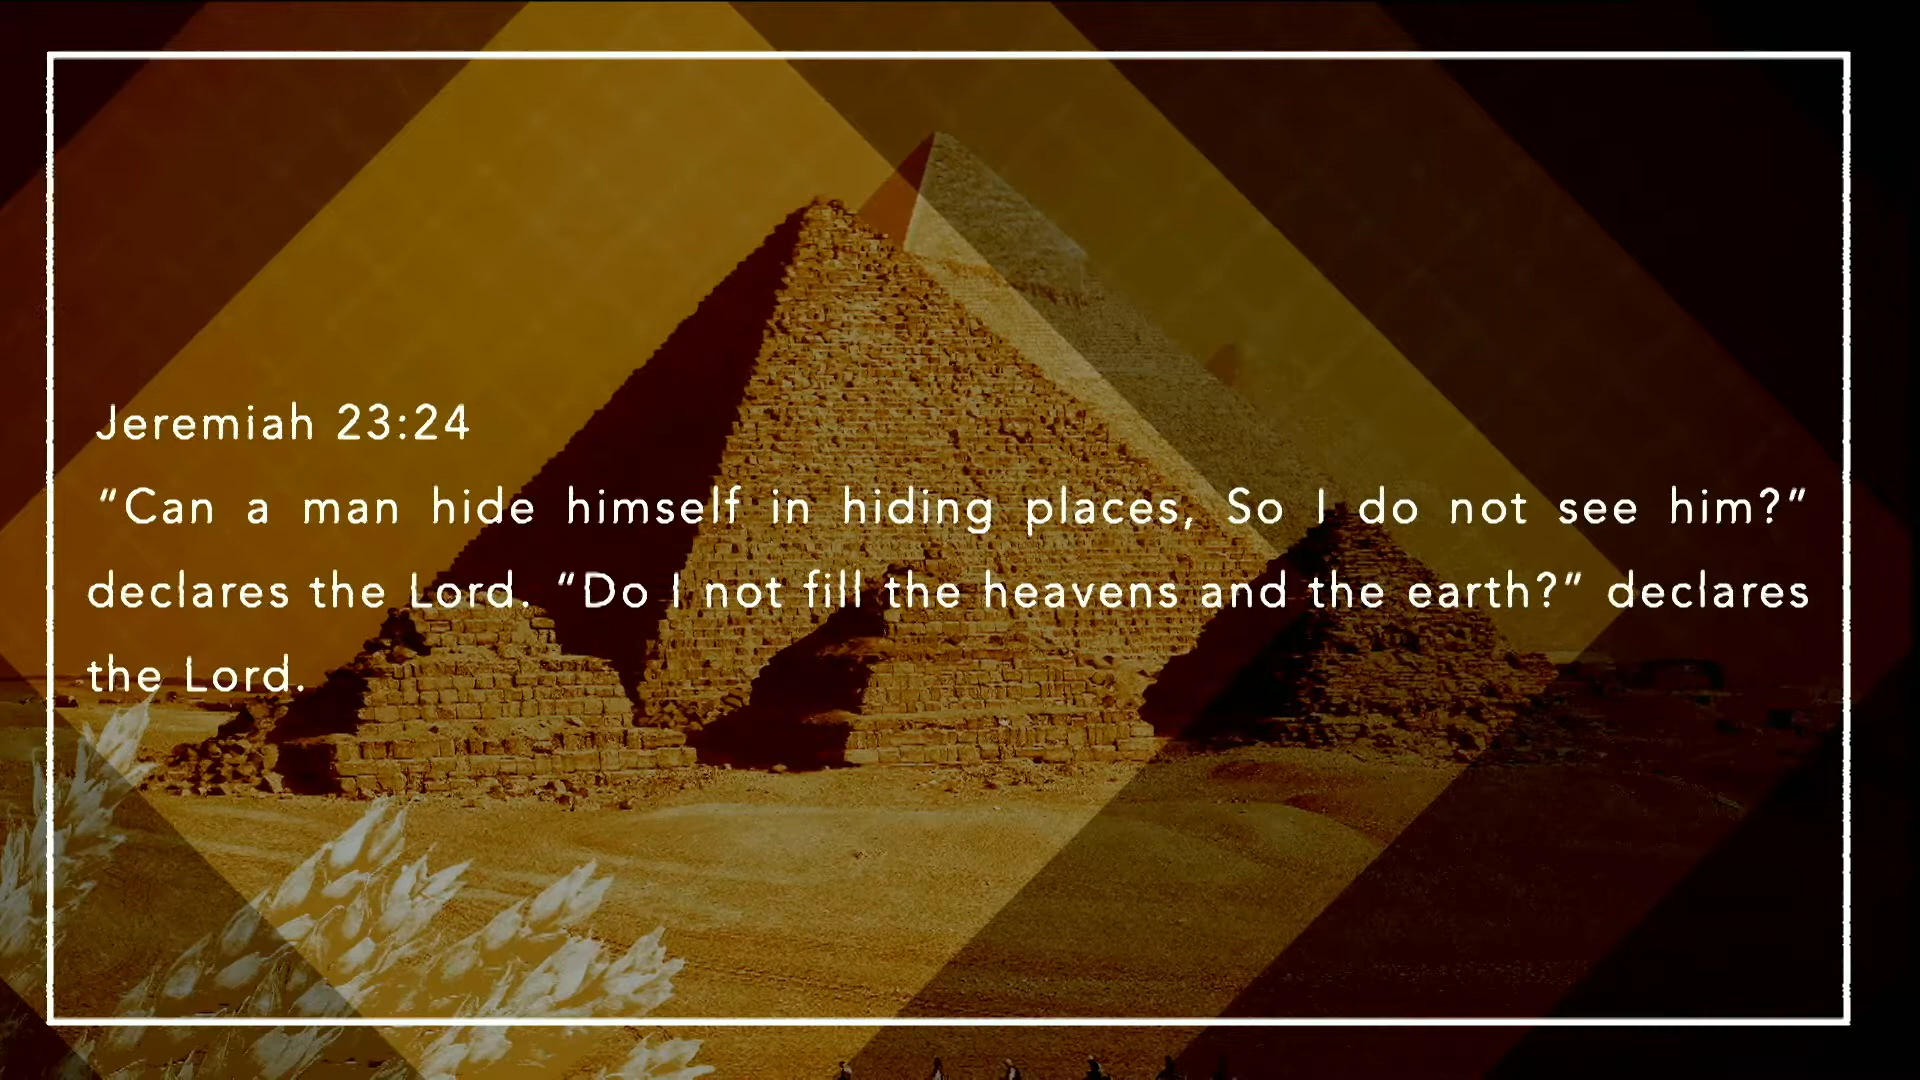 Jeremiah 23:24
“Can a man hide himself in hiding places, So I do not see him?”
declares the Lord. “Do I not fill the heavens and the earth?” declares
the Lord.